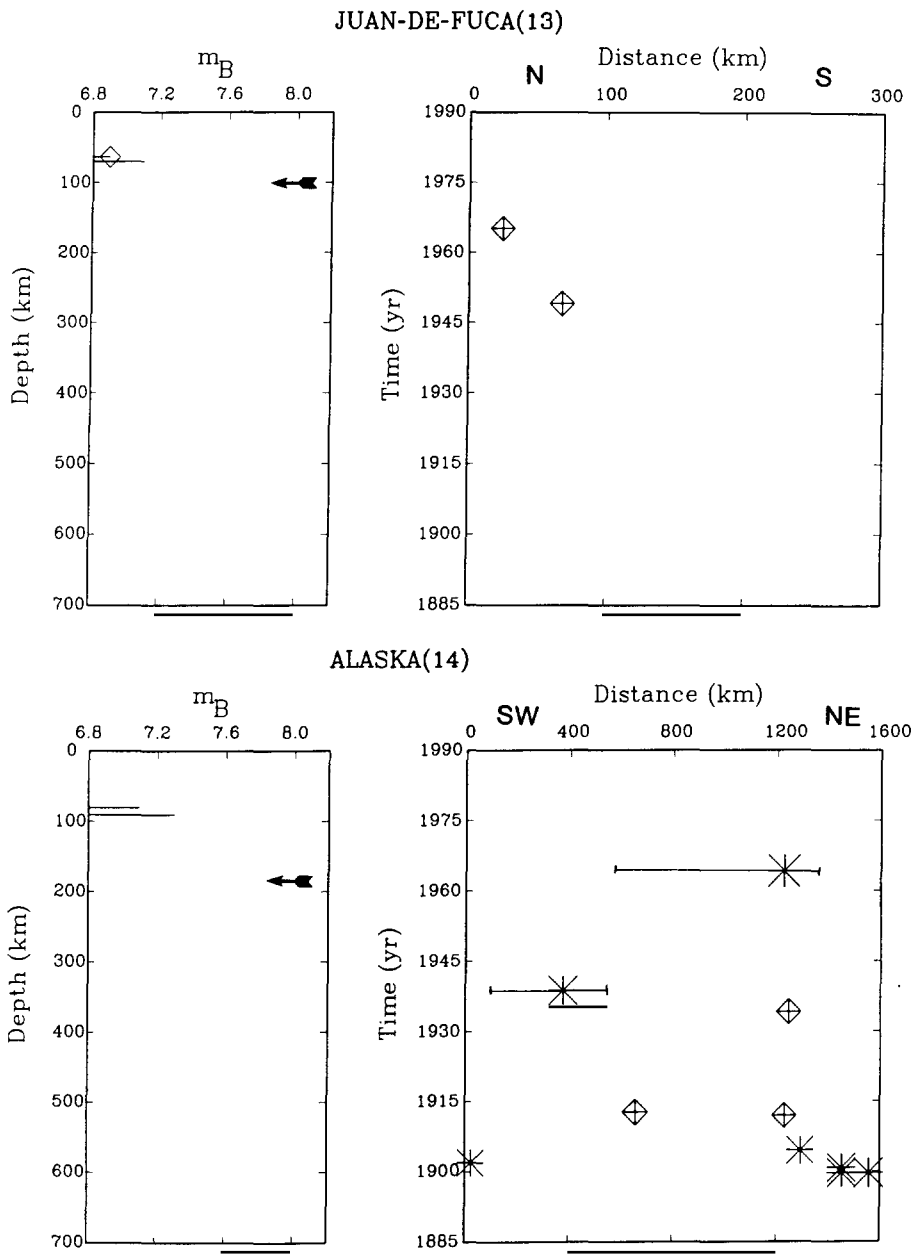 JUAN-DE-FUCA(13)
mB
6.8 7.2 7.6 8.0
0
100
200
300
400
500
600
700
Depth (km)
Distance (km)
N S
0 100 200 300
1990
1975
1960
1945
1930
1915
1900
1885
Time (yr)
ALASKA(14)
mB
6.8 7.2 7.6 8.0
0
100
200
300
400
500
600
700
Depth (km)
Distance (km)
SW NE
0 400 800 1200 1600
1990
1975
1960
1945
1930
1915
1900
1885
Time (yr)